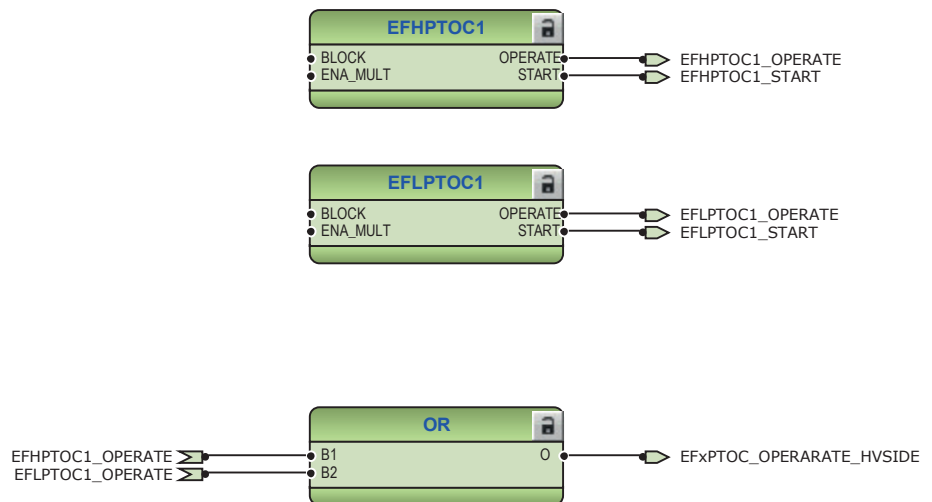 EFHPTOC1
BLOCK OPERATE EFHPTOC1_OPERATE
ENA_MULT START EFHPTOC1_START
EFLPTOC1
BLOCK OPERATE EFLPTOC1_OPERATE
ENA_MULT START EFLPTOC1_START
OR
EFHPTOC1_OPERATE B1 O EFxPTOC_OPERARATE_HVSIDE
EFLPTOC1_OPERATE B2